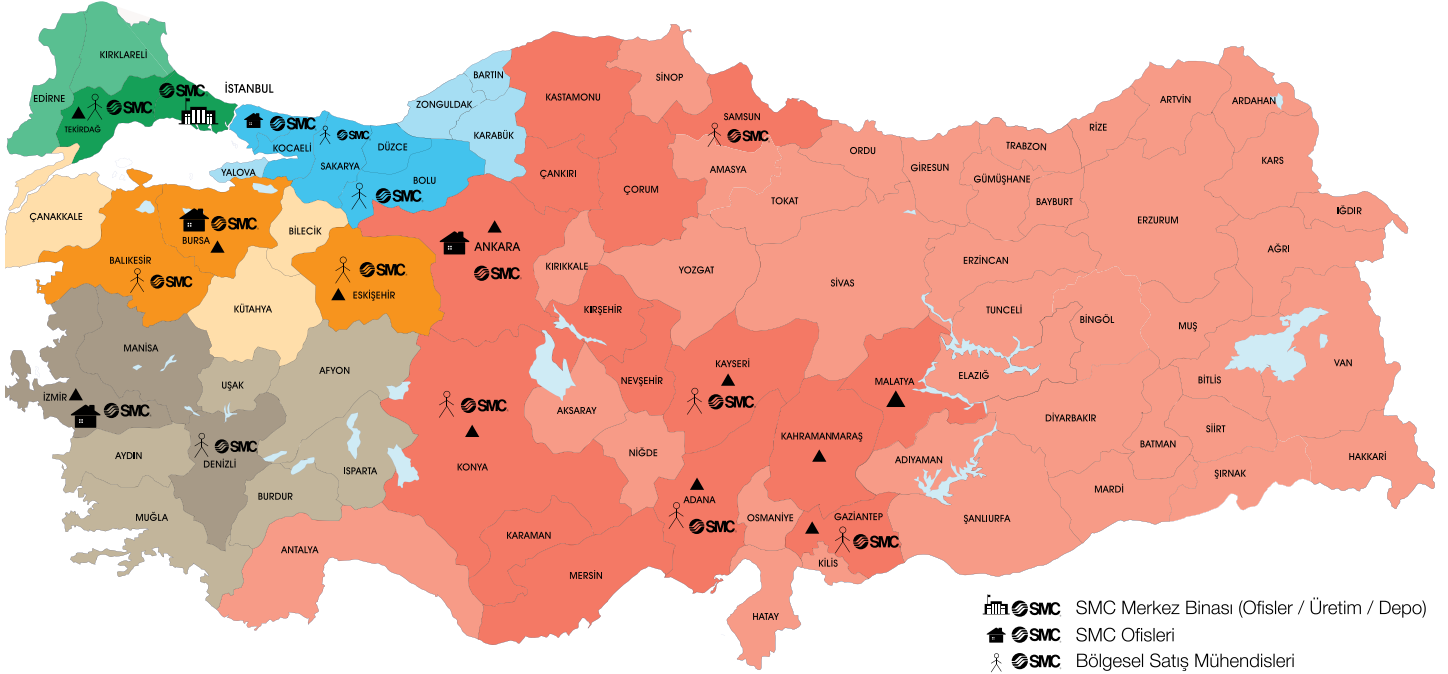 KIRKLARELİ
EDİRNE
TEKİRDAĞ
SMC
SMC
İSTANBUL
SMC
KOCAELİ
SMC
SAKARYA
DÜZCE
YALOVA
BOLU
SMC
BARTIN
ZONGULDAK
KARABÜK
KASTAMONU
SİNOP
SAMSUN
SMC
ÇANKIRI
ÇORUM
AMASYA
ORDU
TOKAT
GİRESUN
TRABZON
GÜMÜŞHANE
BAYBURT
RİZE
ARTVİN
ARDAHAN
KARS
IĞDIR
ERZURUM
AĞRI
ÇANAKKALE
SMC
BURSA
BİLECİK
BALIKESİR
SMC
SMC
ESKİŞEHİR
KÜTAHYA
ANKARA
SMC
KIRIKKALE
YOZGAT
SİVAS
ERZİNCAN
KIRŞEHİR
TUNCELİ
BİNGÖL
MUŞ
VAN
MANİSA
UŞAK
AFYON
İZMİR
SMC
SMC
DENİZLİ
AYDIN
MUĞLA
BURDUR
ISPARTA
ANTALYA
SMC
KONYA
NEVŞEHİR
AKSARAY
NİĞDE
KAYSERİ
SMC
MALATYA
ELAZIĞ
BİTLİS
DİYARBAKIR
BATMAN
SİİRT
ŞIRNAK
HAKKARİ
MARDİ
KAHRAMANMARAŞ
ADIYAMAN
ŞANLIURFA
ADANA
SMC
OSMANİYE
GAZİANTEP
SMC
KİLİS
KARAMAN
MERSİN
HATAY
SMC SMC Merkez Binası (Ofisler / Üretim / Depo)
SMC SMC Ofisleri
SMC Bölgesel Satış Mühendisleri